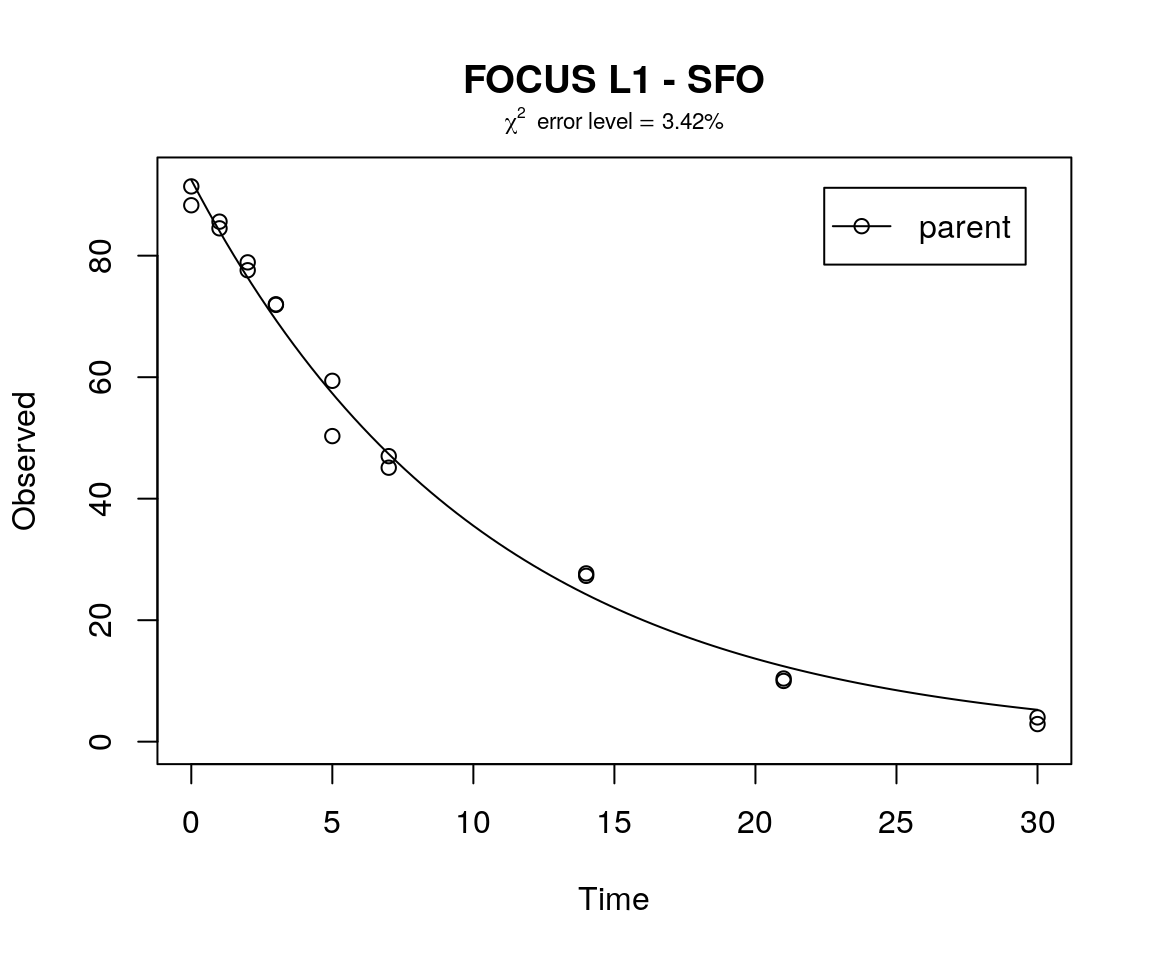 FOCUS L1 - SFO
χ² error level = 3.42%
parent
80
60
40
20
0
Observed
0 5 10 15 20 25 30
Time